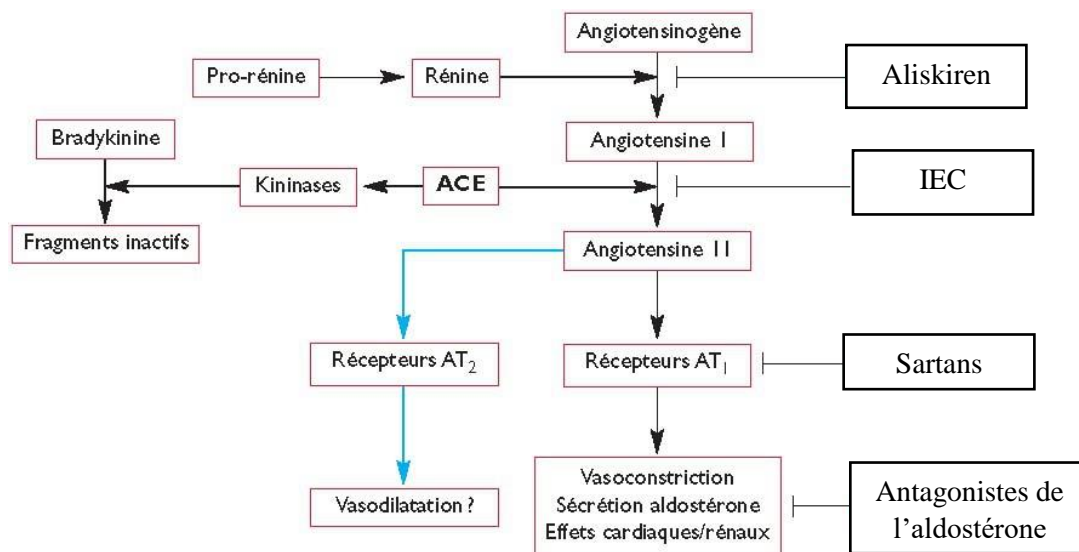 Angiotensinogène
Pro-rénine
Rénine
Aliskiren
Bradykinine
Angiotensine I
Kininases
ACE
IEC
Fragments inactifs
Angiotensine II
Récepteurs AT2
Récepteurs AT1
Sartans
Vasodilatation ?
Vasoconstriction
Sécrétion aldostérone
Effets cardiaques/rénaux
Antagonistes de
l’aldostérone